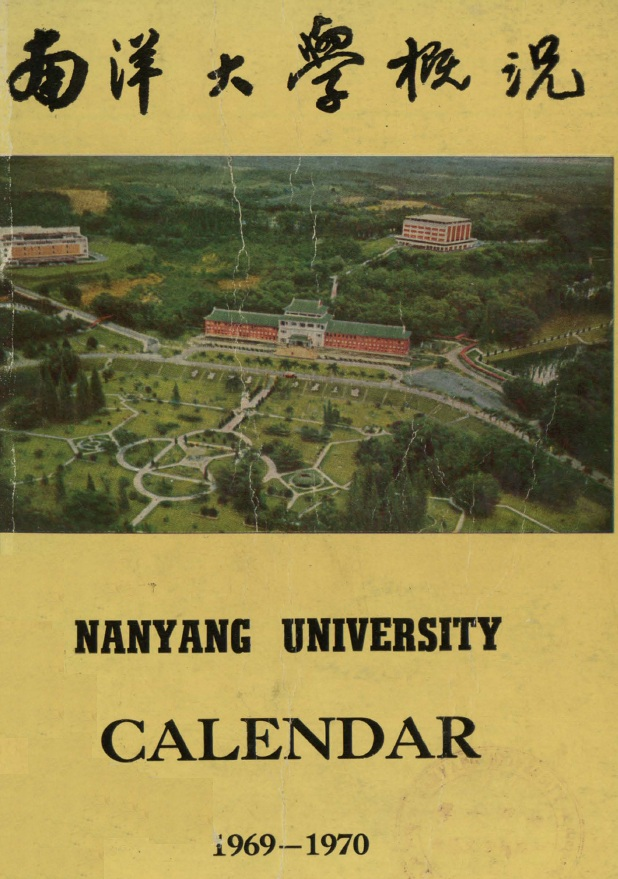 南洋大學概況
NANYANG UNIVERSITY
CALENDAR
1969—1970